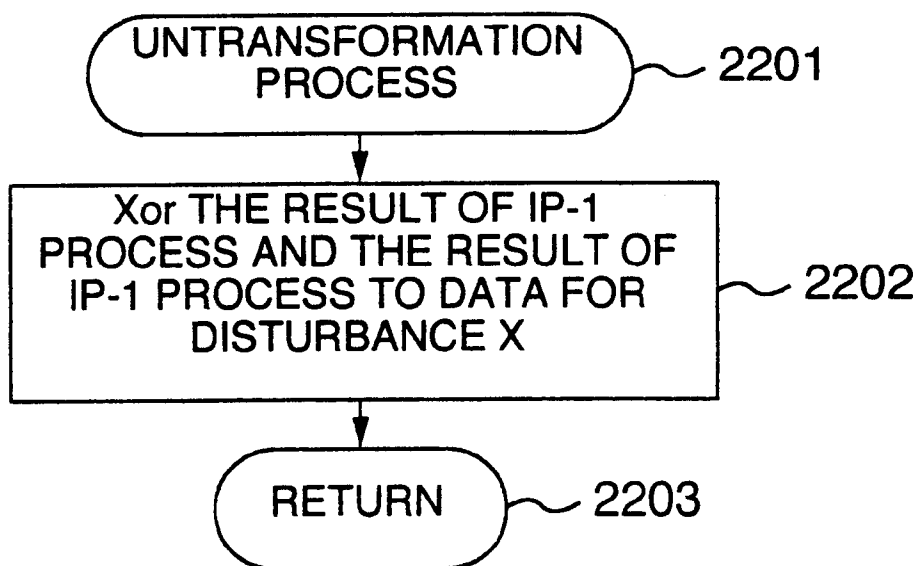 UNTRANSFORMATION
PROCESS
2201
Xor THE RESULT OF IP-1
PROCESS AND THE RESULT OF
IP-1 PROCESS TO DATA FOR
DISTURBANCE X
2202
RETURN
2203